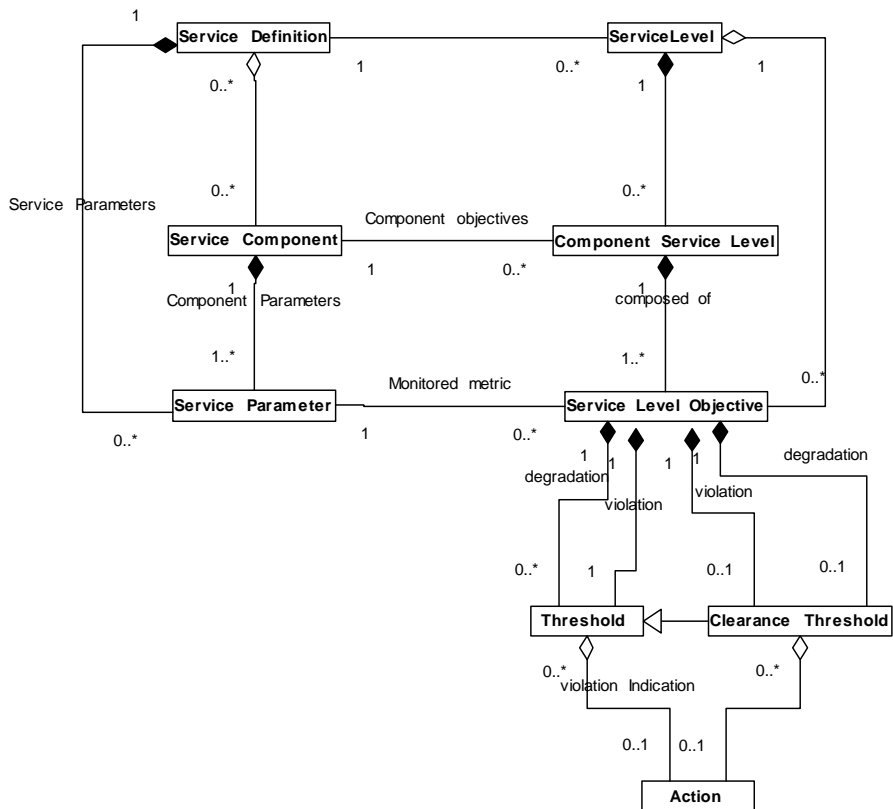 1
Service Definition
ServiceLevel
0..*
1
0..*
1
1
0..*
0..*
Service Parameters
Component objectives
Service Component
Component Service Level
1
0..*
1
1
Component Parameters
composed of
1..*
1..*
Monitored metric
0..*
Service Parameter
Service Level Objective
0..*
1
0..*
1
1
1
1
degradation
degradation
violation
violation
0..*
1
0..1
0..1
Threshold
Clearance Threshold
0..*
0..*
violation Indication
0..1
0..1
Action